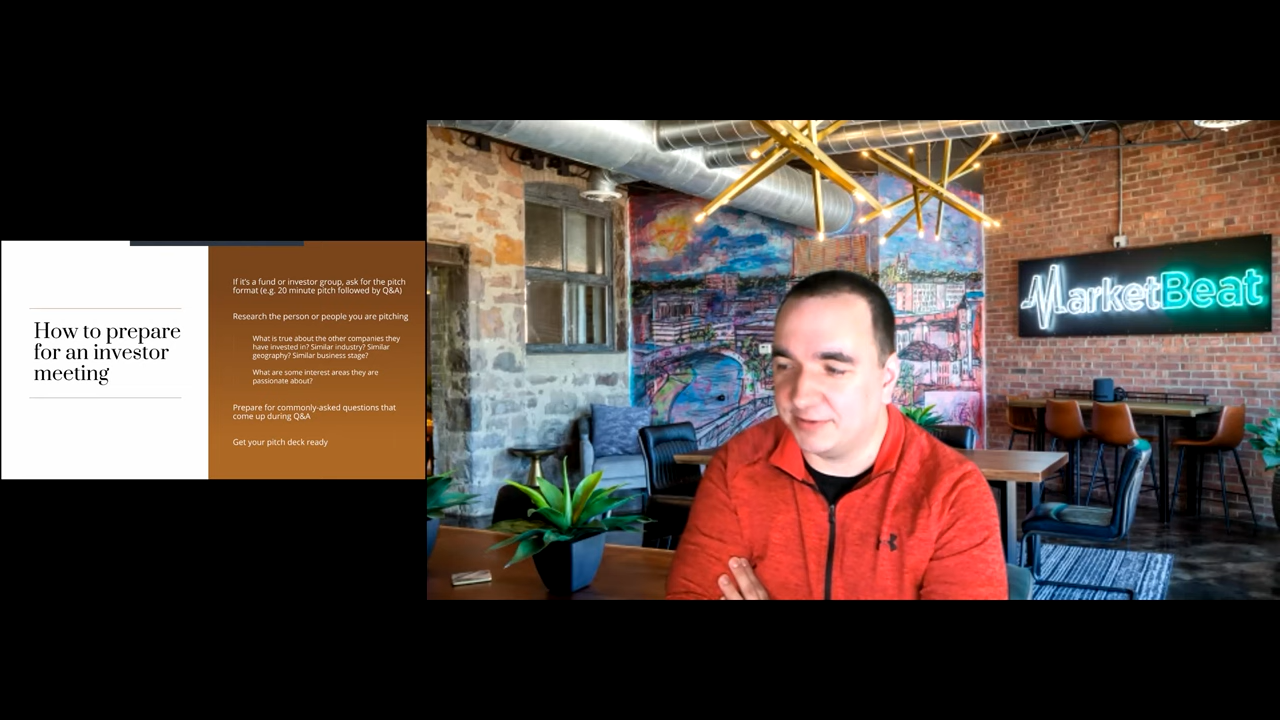 How to prepare
for an investor
meeting
If it's a fund or investor group, ask for the pitch
format (e.g. 20 minute pitch followed by Q&A)
Research the person or people you are pitching
What is true about the other companies they
have invested in? Similar industry? Similar
geography? Similar business stage?
What are some interest areas they are
passionate about?
Prepare for commonly-asked questions that
come up during Q&A
Get your pitch deck ready
MarketBeat